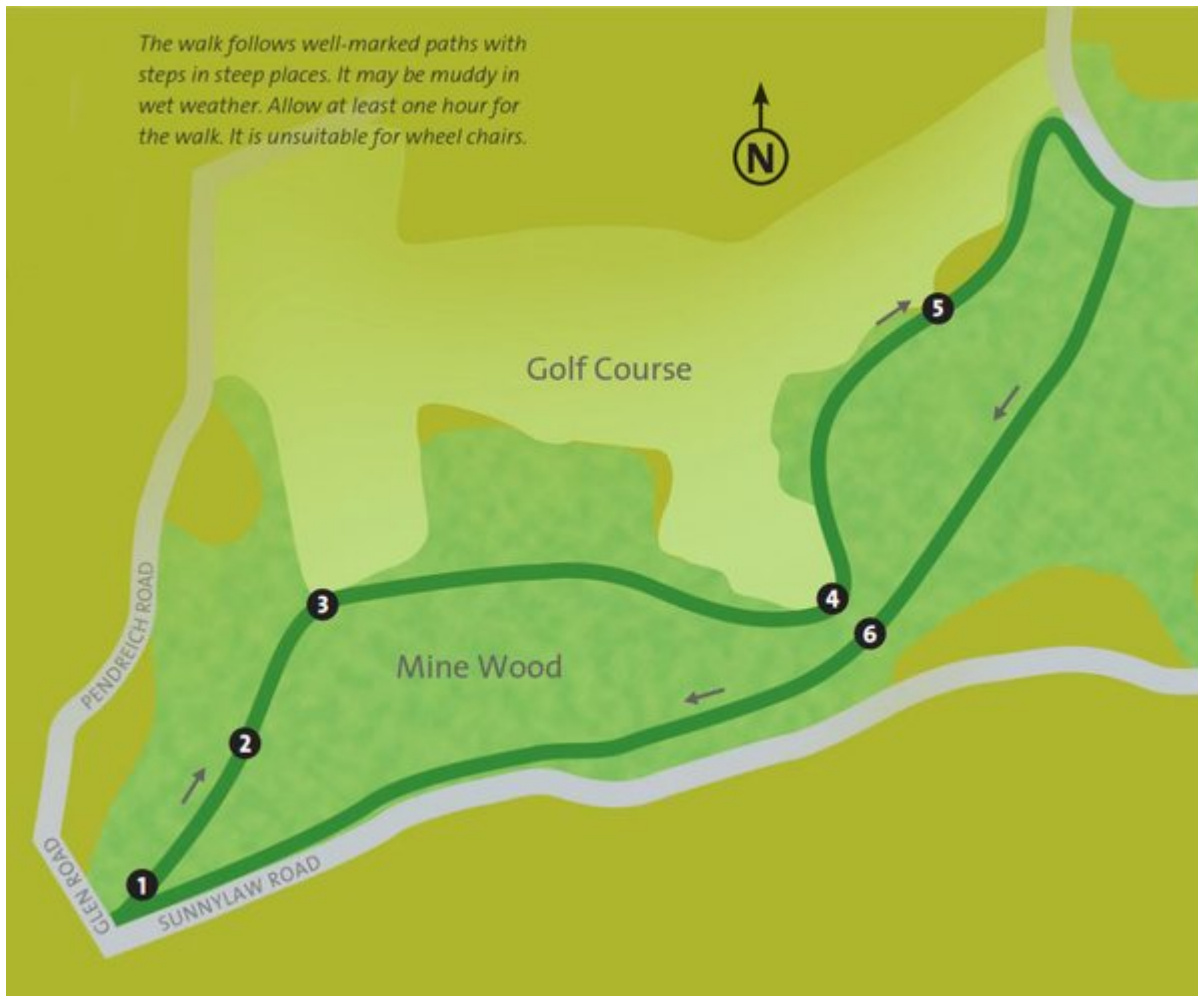 The walk follows well-marked paths with
steps in steep places. It may be muddy in
wet weather. Allow at least one hour for
the walk. It is unsuitable for wheel chairs.
N
5
Golf Course
PENDREICH ROAD
3
4
6
Mine Wood
2
1
GLEN ROAD
SUNNYLAW ROAD